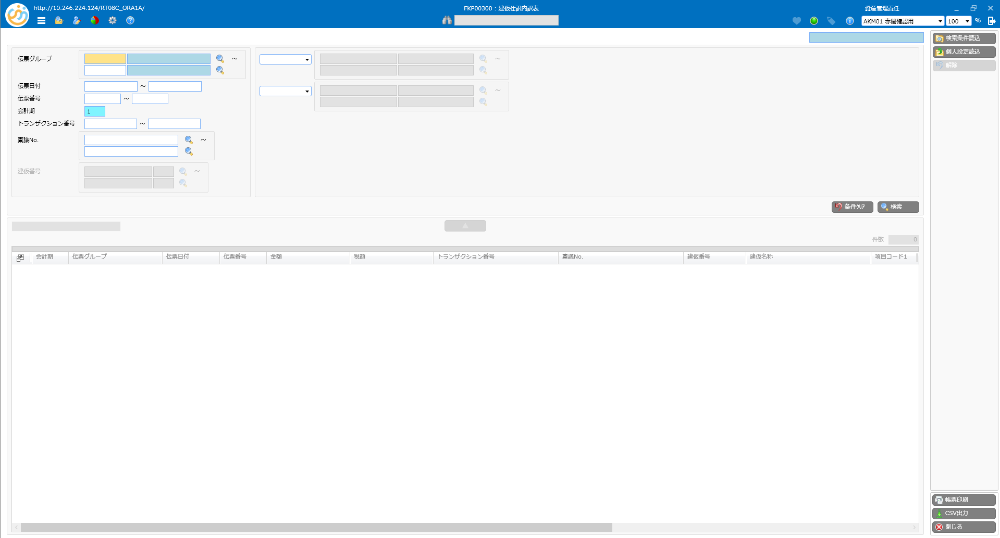 http://10.246.224.124/RT08C_ORA1A/
FKP00300：建仮仕訳内訳表
資産管理責任
AKM01 赤間確認用
100
%
検索条件読込
個人設定読込
解除
伝票グループ
～
伝票日付
～
伝票番号
～
会計期
1
トランザクション番号
～
稟議No.
～
建仮番号
～
～
～
条件ｸﾘｱ
検索
件数
0
会計期
伝票グループ
伝票日付
伝票番号
金額
税額
トランザクション番号
稟議No.
建仮番号
建仮名称
項目コード1
帳票印刷
CSV出力
閉じる